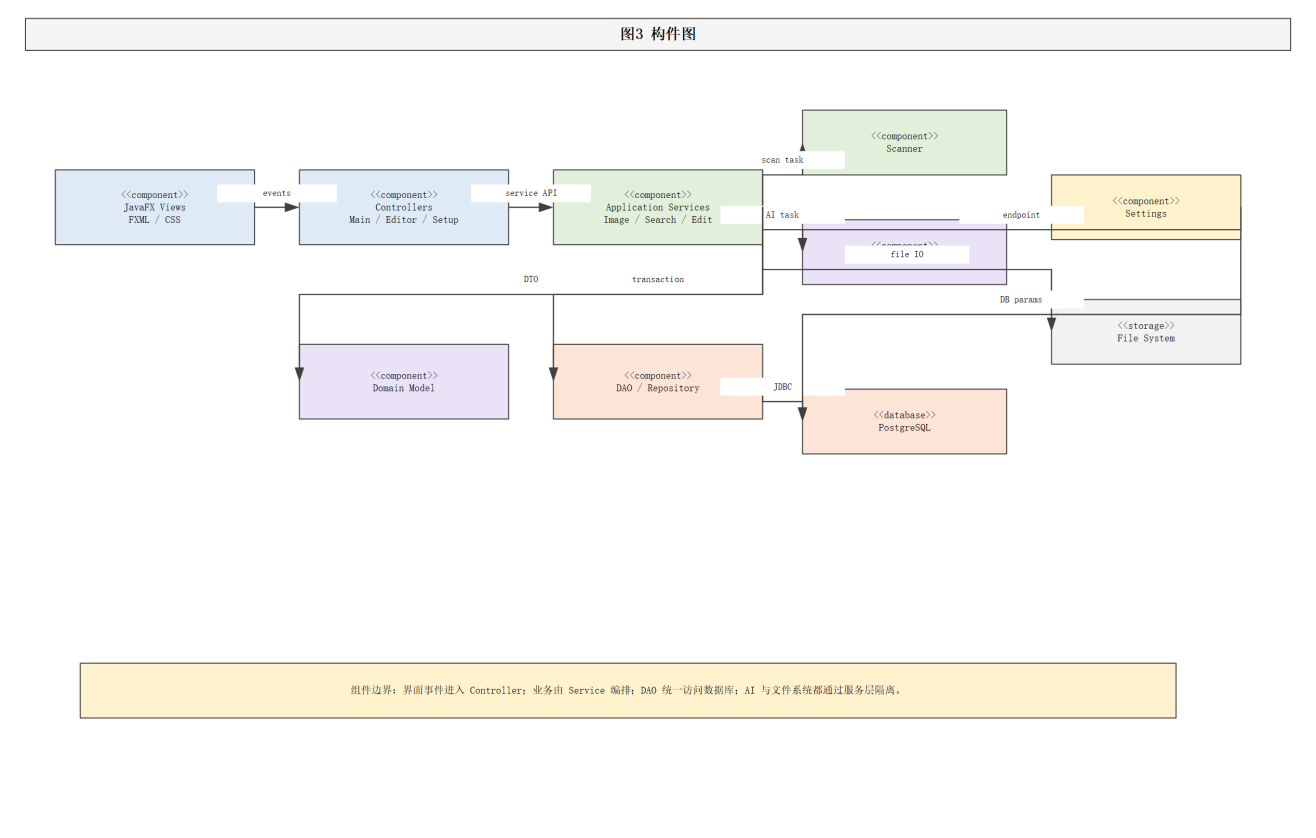 图3 构件图
<<component>>
Scanner
scan task
<<component>>
JavaFX Views
FXML / CSS
events
<<component>>
Controllers
Main / Editor / Setup
service API
<<component>>
Application Services
Image / Search / Edit
AI task
endpoint
<<component>>
Settings
<<component>>
file IO
DTO
transaction
DB params
<<storage>>
File System
<<component>>
Domain Model
<<component>>
DAO / Repository
JDBC
<<database>>
PostgreSQL
组件边界: 界面事件进入 Controller; 业务由 Service 编排; DAO 统一访问数据库; AI 与文件系统都通过服务层隔离。